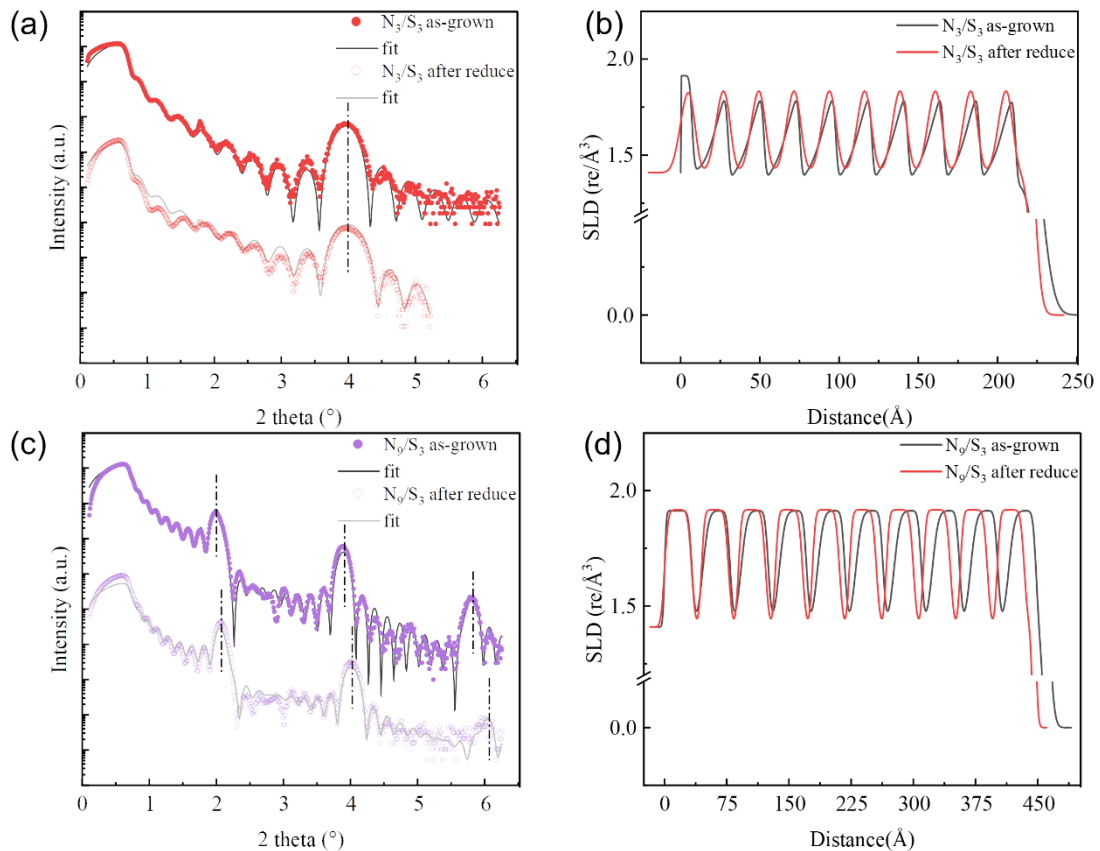 (a)
N₃/S₃ as-grown
fit
N₃/S₃ after reduce
fit
Intensity (a.u.)
0 1 2 3 4 5 6
2 theta (°)
(b)
N₃/S₃ as-grown
N₃/S₃ after reduce
2.0
1.5
0.0
SLD (re/Å³)
0 50 100 150 200 250
Distance(Å)
(c)
N₉/S₃ as-grown
fit
N₉/S₃ after reduce
fit
Intensity (a.u.)
0 1 2 3 4 5 6
2 theta (°)
(d)
N₉/S₃ as-grown
N₉/S₃ after reduce
2.0
1.5
0.0
SLD (re/Å³)
0 75 150 225 300 375 450
Distance(Å)